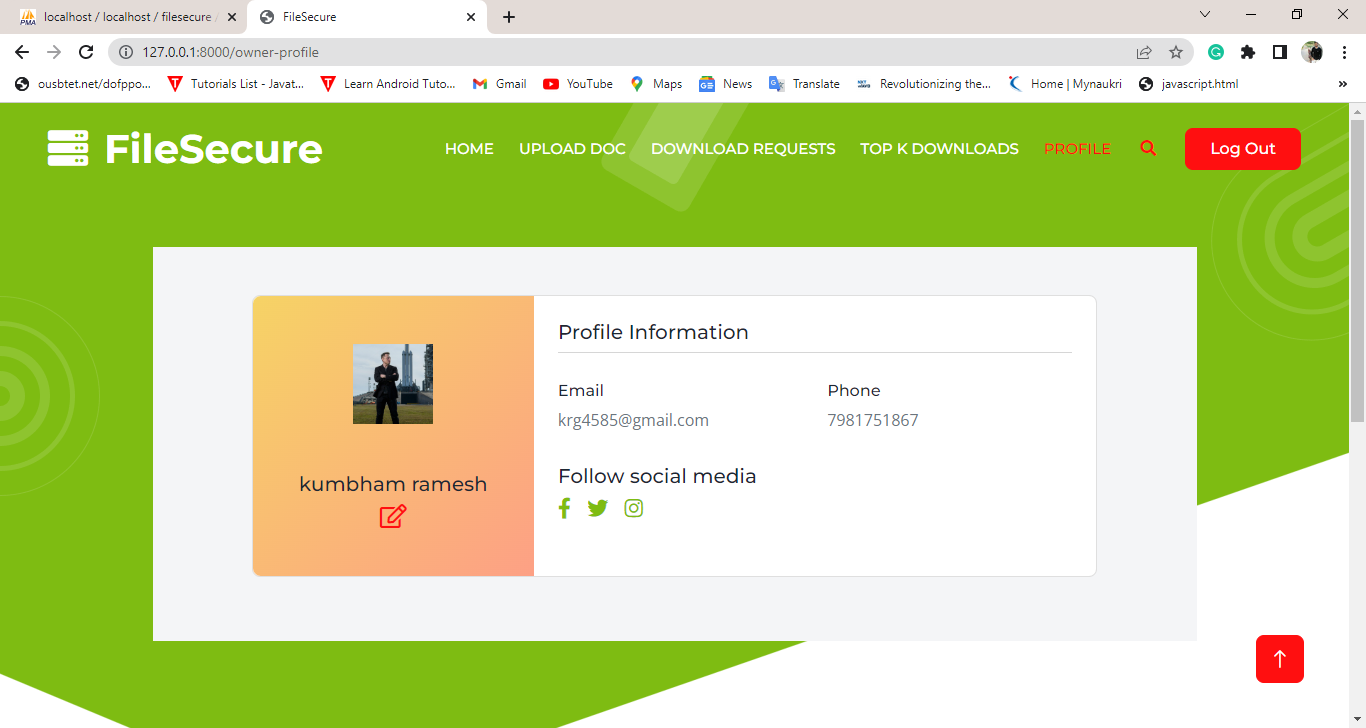 localhost / localhost / filesecure /
FileSecure
127.0.0.1:8000/owner-profile
ousbtet.net/dofppo...
Tutorials List - Javat...
Learn Android Tuto...
Gmail
YouTube
Maps
News
Translate
Revolutionizing the...
Home | Mynaukri
javascript.html
»
FileSecure
HOME
UPLOAD DOC
DOWNLOAD REQUESTS
TOP K DOWNLOADS
PROFILE
Log Out
Profile Information
Email
Phone
krg4585@gmail.com
7981751867
kumbham ramesh
Follow social media